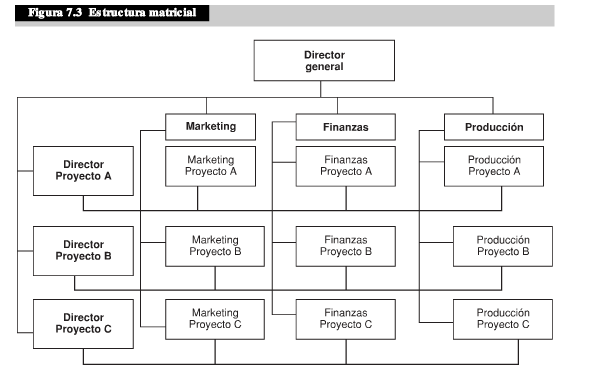 Figura 7.3 Estructura matricial
Director
general
Marketing
Finanzas
Producción
Director
Proyecto A
Marketing
Proyecto A
Finanzas
Proyecto A
Producción
Proyecto A
Director
Proyecto B
Marketing
Proyecto B
Finanzas
Proyecto B
Producción
Proyecto B
Director
Proyecto C
Marketing
Proyecto C
Finanzas
Proyecto C
Producción
Proyecto C